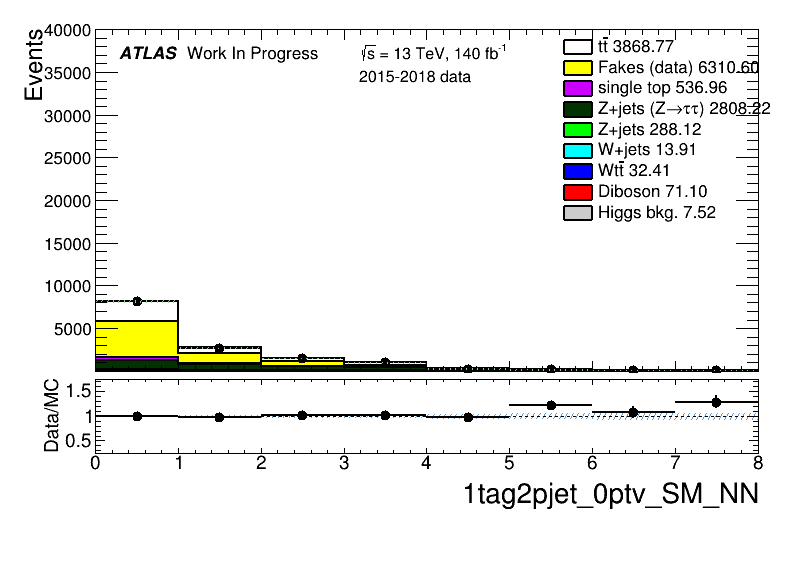 Events
40000
35000
30000
25000
20000
15000
10000
5000
ATLAS Work In Progress
√s = 13 TeV, 140 fb⁻¹
2015-2018 data
tt̄ 3868.77
Fakes (data) 6310.60
single top 536.96
Z+jets (Z→ττ) 2808.22
Z+jets 288.12
W+jets 13.91
Wtt̄ 32.41
Diboson 71.10
Higgs bkg. 7.52
Data/MC
1.5
1
0.5
0 1 2 3 4 5 6 7 8
1tag2pjet_0ptv_SM_NN